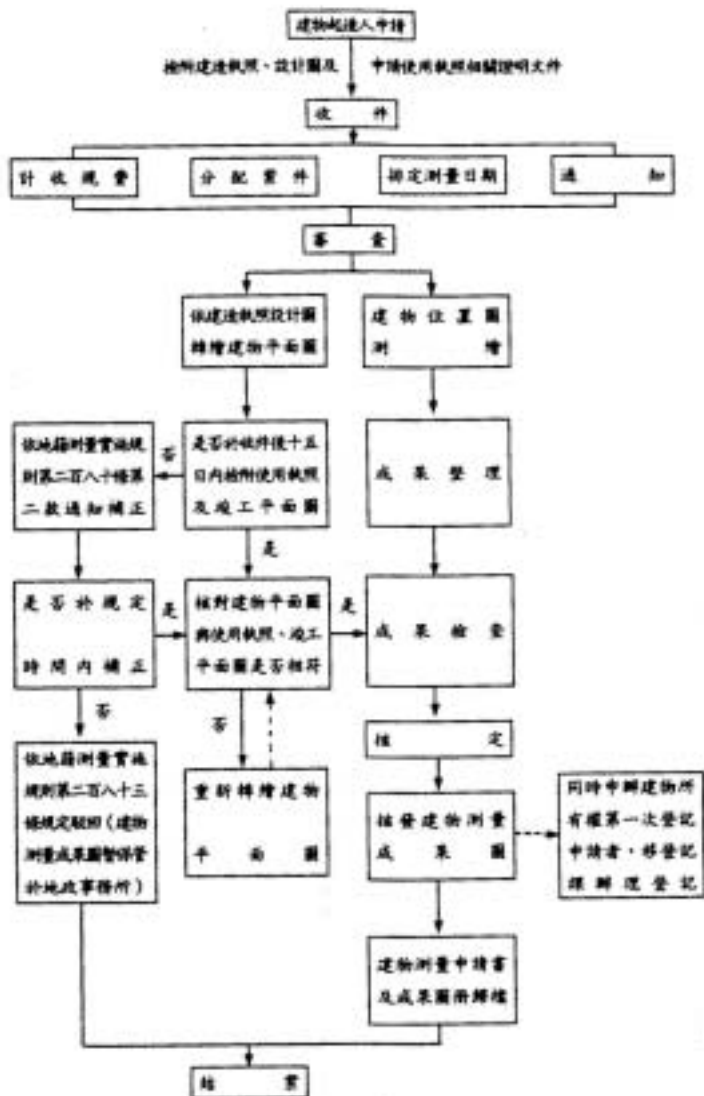 建物起造人申請
檢附建造執照、設計圖及
申請使用執照相關證明文件
收件
計收規費
分配案件
排定測量日期
通知
審查
依建造執照設計圖
轉繪建物平面圖
建物位置圖
測繪
依地籍測量實施規
則第二百八十條第
二款通知補正
否
是否於收件後十五
日內檢附使用執照
及竣工平面圖
成果整理
是
是否於規定
時間內補正
是
核對建物平面圖
與使用執照、竣工
平面圖是否相符
是
成果檢查
否
否
核定
依地籍測量實施
規則第二百八十三
條規定駁回(建物
測量成果圖暫保管
於地政事務所)
重新轉繪建物
平面圖
核發建物測量
成果圖
同時申辦建物所
有權第一次登記
申請者,移登記
課辦理登記
建物測量申請書
及成果圖冊歸檔
結案